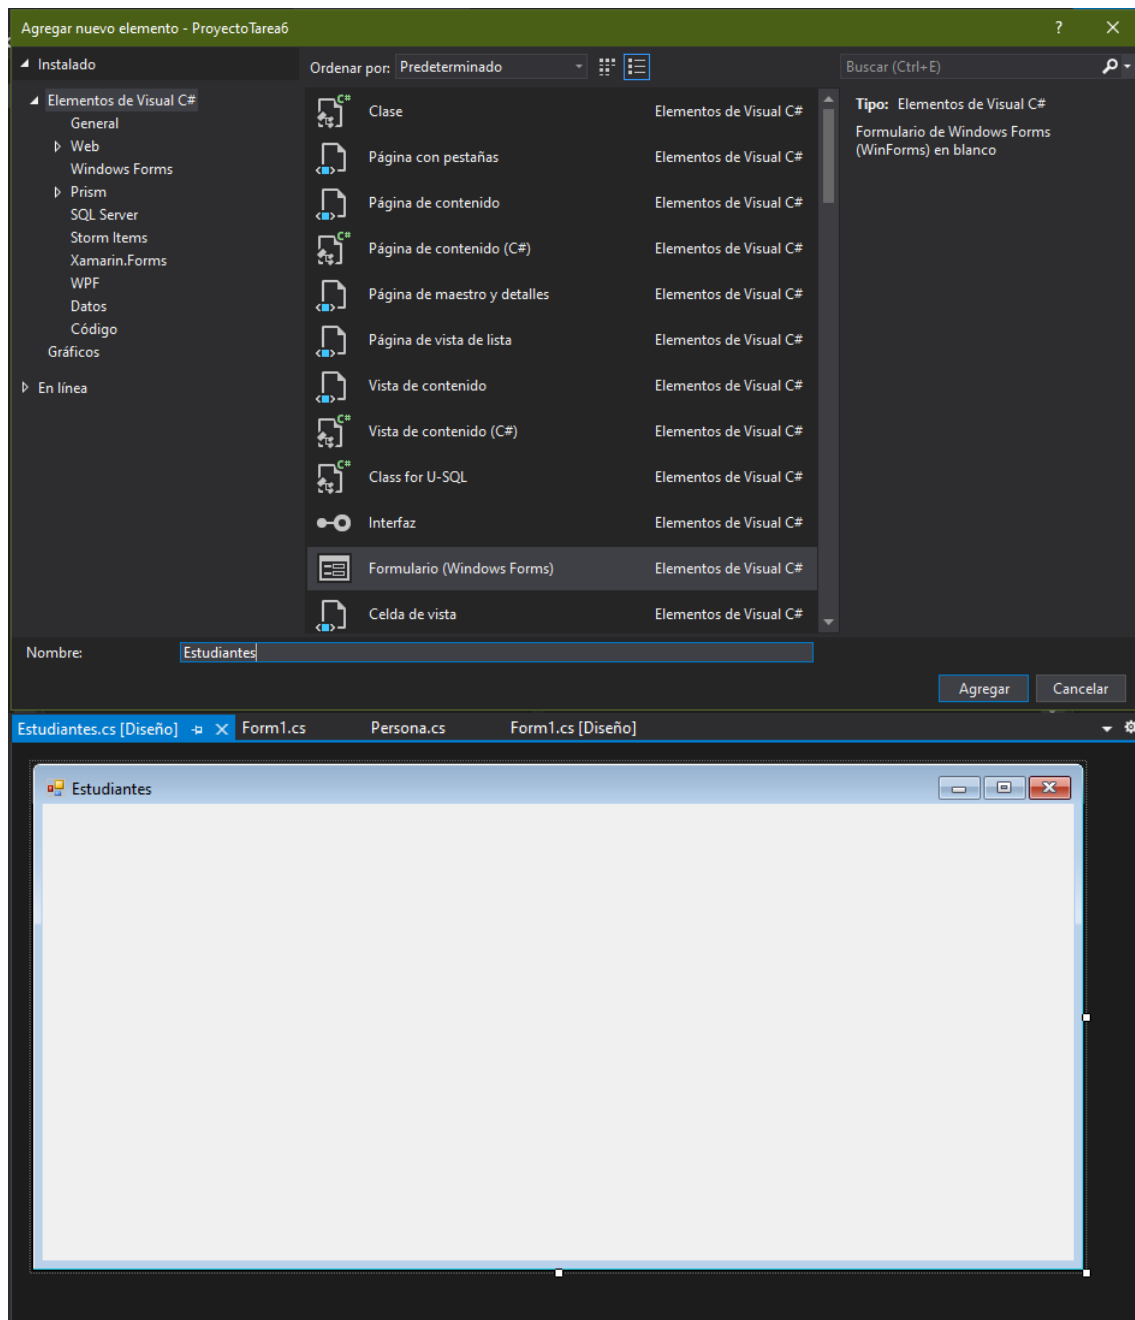 Agregar nuevo elemento - ProyectoTarea6 ?
Instalado
Ordenar por: Predeterminado
Buscar (Ctrl+E)
Elementos de Visual C#
General
Web
Windows Forms
Prism
SQL Server
Storm Items
Xamarin.Forms
WPF
Datos
Código
Gráficos
En línea
C#
Clase Elementos de Visual C#
Página con pestañas Elementos de Visual C#
Página de contenido Elementos de Visual C#
C#
Página de contenido (C#) Elementos de Visual C#
Página de maestro y detalles Elementos de Visual C#
Página de vista de lista Elementos de Visual C#
Vista de contenido Elementos de Visual C#
C#
Vista de contenido (C#) Elementos de Visual C#
C#
Class for U-SQL Elementos de Visual C#
Interfaz Elementos de Visual C#
Formulario (Windows Forms) Elementos de Visual C#
Celda de vista Elementos de Visual C#
Tipo: Elementos de Visual C#
Formulario de Windows Forms
(WinForms) en blanco
Nombre: Estudiantes
Agregar Cancelar
Estudiantes.cs [Diseño] Form1.cs Persona.cs Form1.cs [Diseño]
Estudiantes